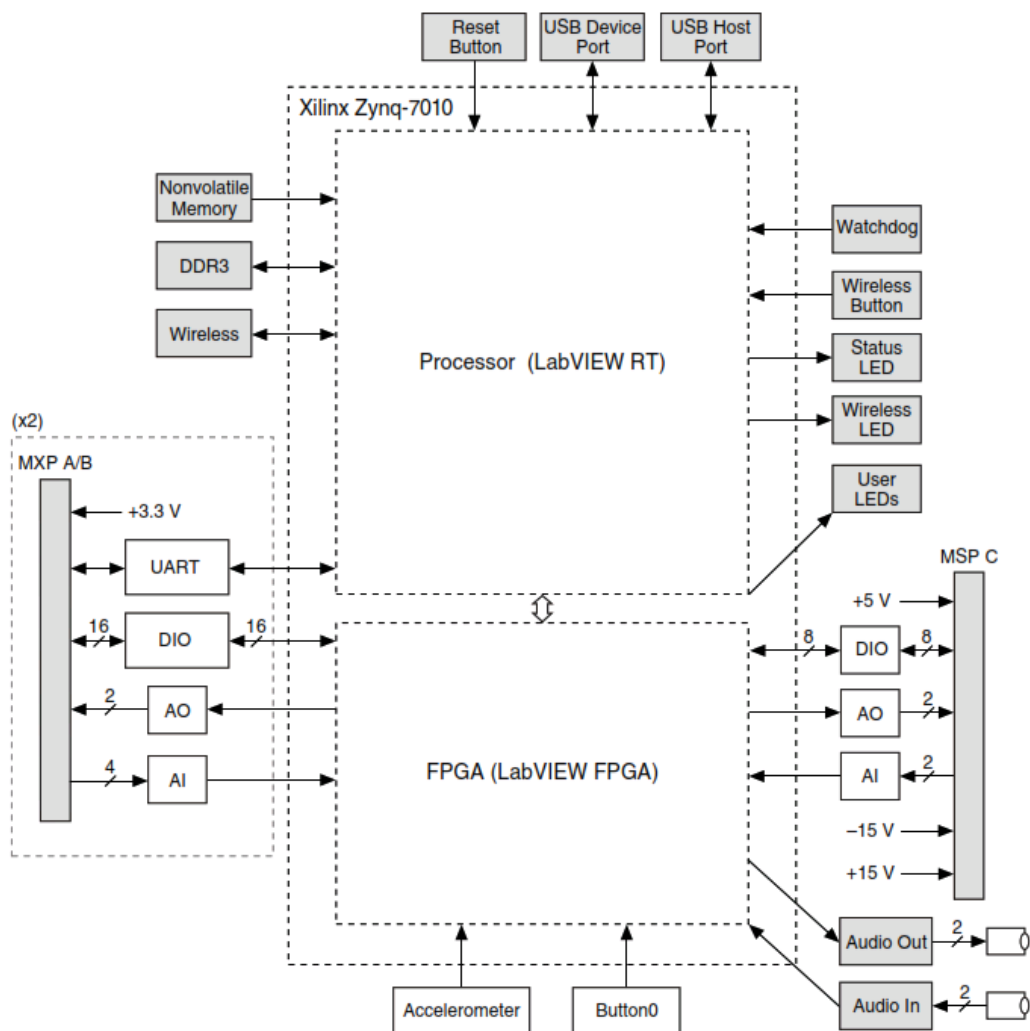 Reset
Button
USB Device
Port
USB Host
Port
Xilinx Zynq-7010
Nonvolatile
Memory
DDR3
Wireless
Processor (LabVIEW RT)
Watchdog
Wireless
Button
Status
LED
Wireless
LED
User
LEDs
(x2)
MXP A/B
+3.3 V
UART
16
DIO
16
2
AO
4
AI
FPGA (LabVIEW FPGA)
MSP C
+5 V
8
DIO
8
AO
2
AI
2
–15 V
+15 V
Audio Out
2
Audio In
2
Accelerometer
Button0